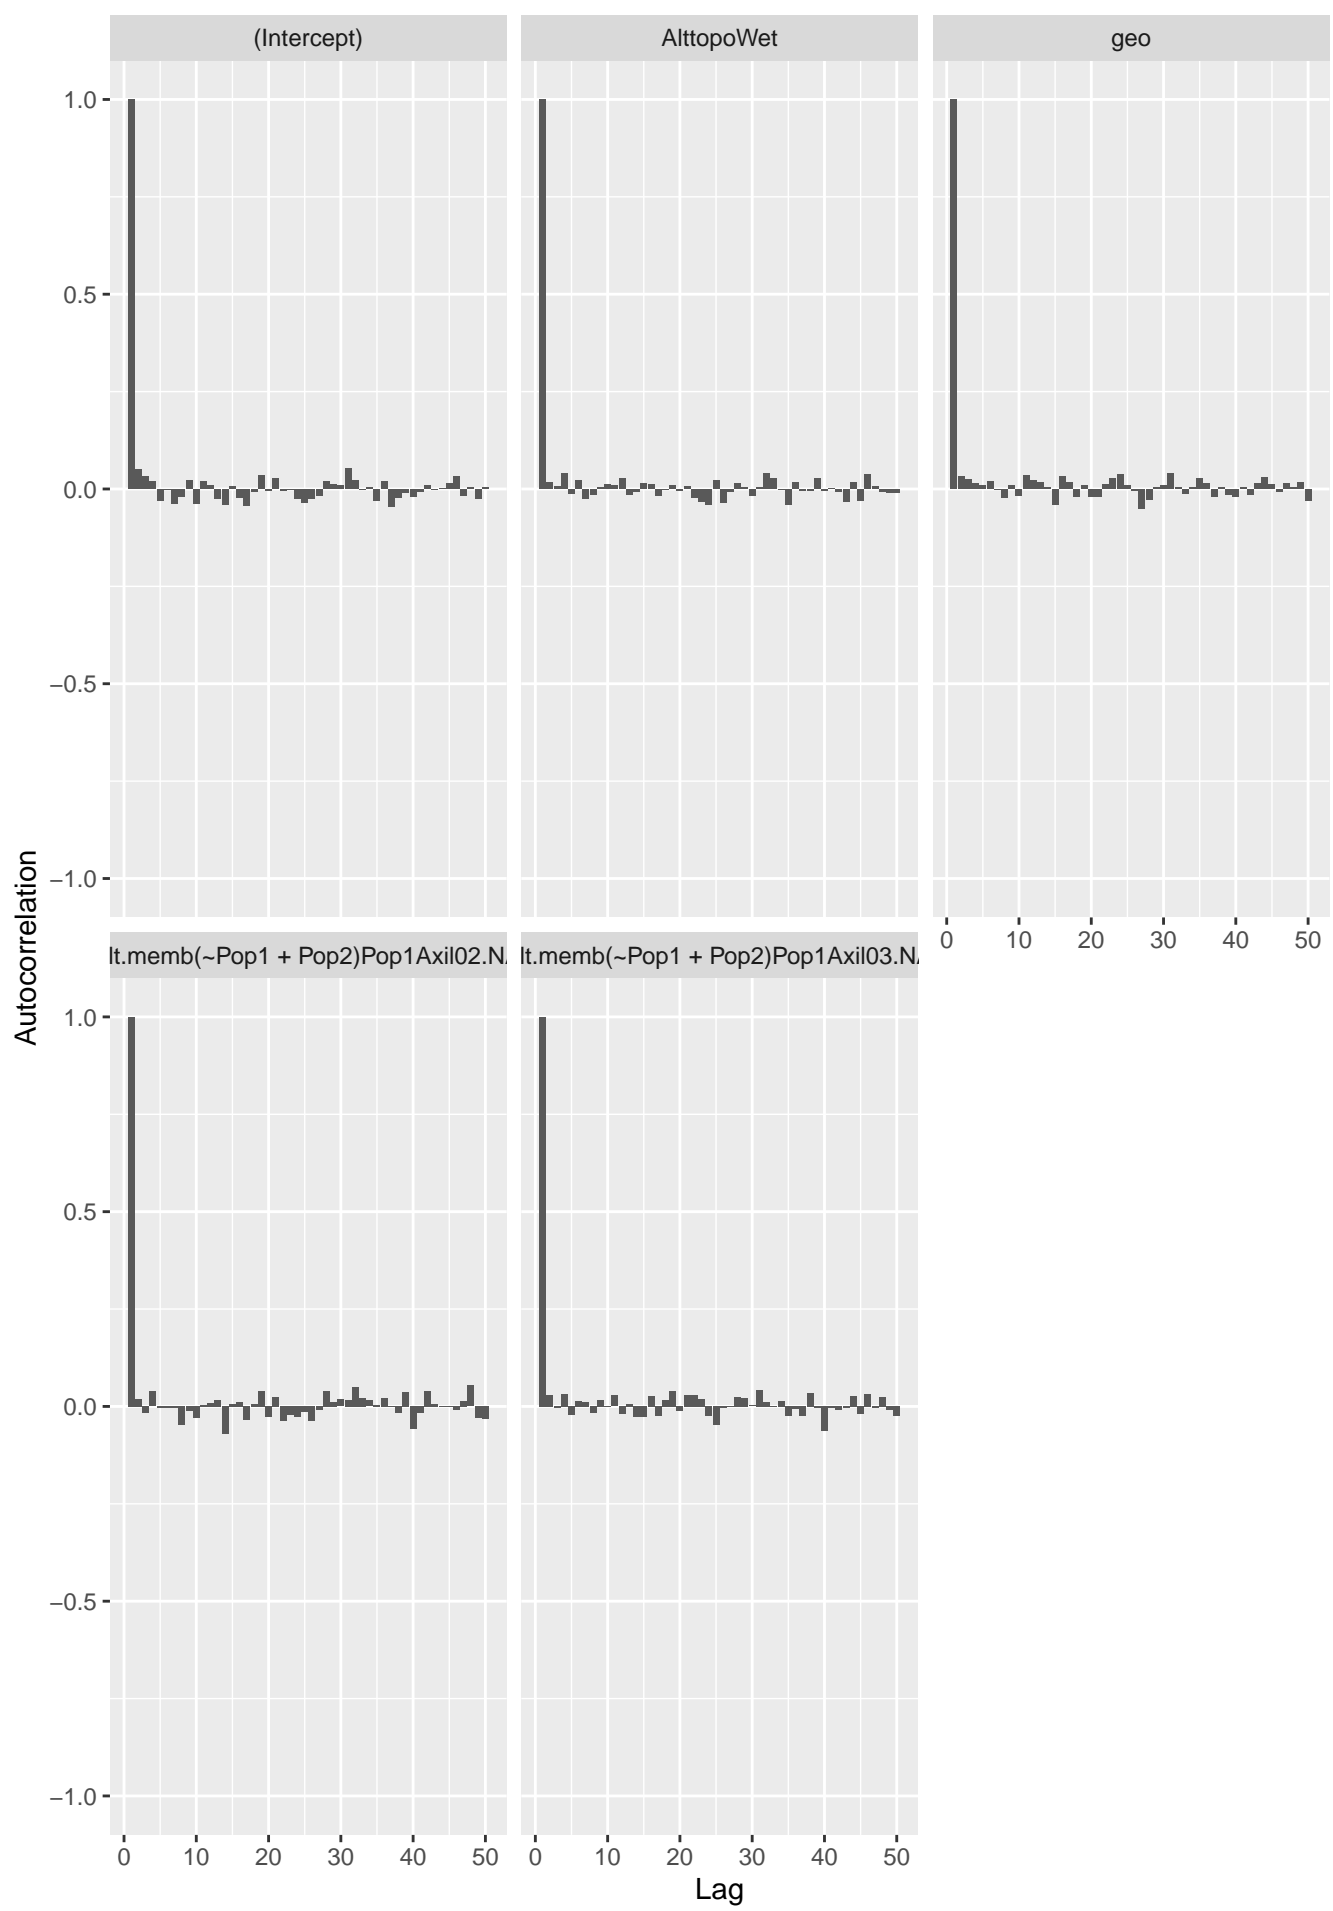 (Intercept) AlttopoWet geo
1.0
0.5
0.0
−0.5
−1.0
0 10 20 30 40 50
lt.memb(~Pop1 + Pop2)Pop1Axil02.NA lt.memb(~Pop1 + Pop2)Pop1Axil03.NA
Autocorrelation
1.0
0.5
0.0
−0.5
−1.0
0 10 20 30 40 50 0 10 20 30 40 50
Lag